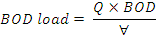 BOD load = Q × BOD / ∀